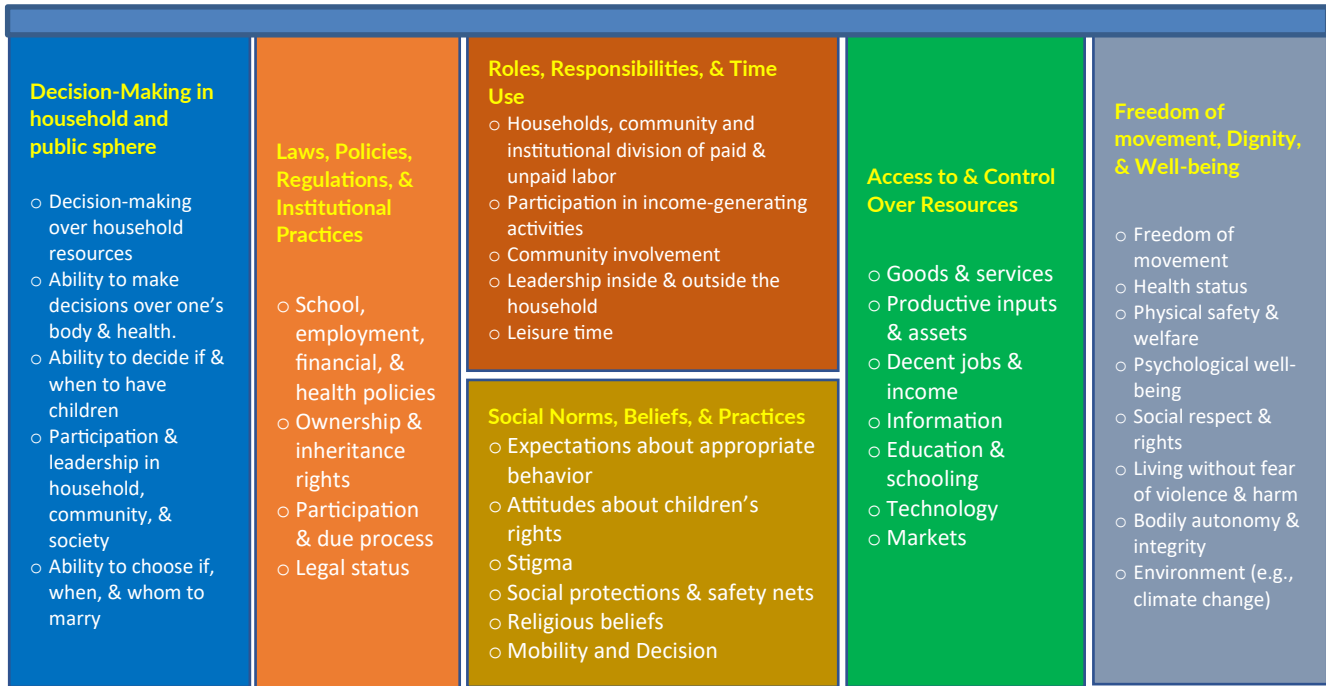 Decision-Making in
household and
public sphere
o Decision-making
over household
resources
o Ability to make
decisions over one's
body & health.
o Ability to decide if &
when to have
children
o Participation &
leadership in
household,
community, &
society
o Ability to choose if,
when, & whom to
marry
Laws, Policies,
Regulations, &
Institutional
Practices
o School,
employment,
financial, &
health policies
o Ownership &
inheritance
rights
o Participation
& due process
o Legal status
Roles, Responsibilities, & Time
Use
o Households, community and
institutional division of paid &
unpaid labor
o Participation in income-generating
activities
o Community involvement
o Leadership inside & outside the
household
o Leisure time
Social Norms, Beliefs, & Practices
o Expectations about appropriate
behavior
o Attitudes about children's
rights
o Stigma
o Social protections & safety nets
o Religious beliefs
o Mobility and Decision
Access to & Control
Over Resources
o Goods & services
o Productive inputs
& assets
o Decent jobs &
income
o Information
o Education &
schooling
o Technology
o Markets
Freedom of
movement, Dignity,
& Well-being
o Freedom of
movement
o Health status
o Physical safety &
welfare
o Psychological well-
being
o Social respect &
rights
o Living without fear
of violence & harm
o Bodily autonomy &
integrity
o Environment (e.g.,
climate change)